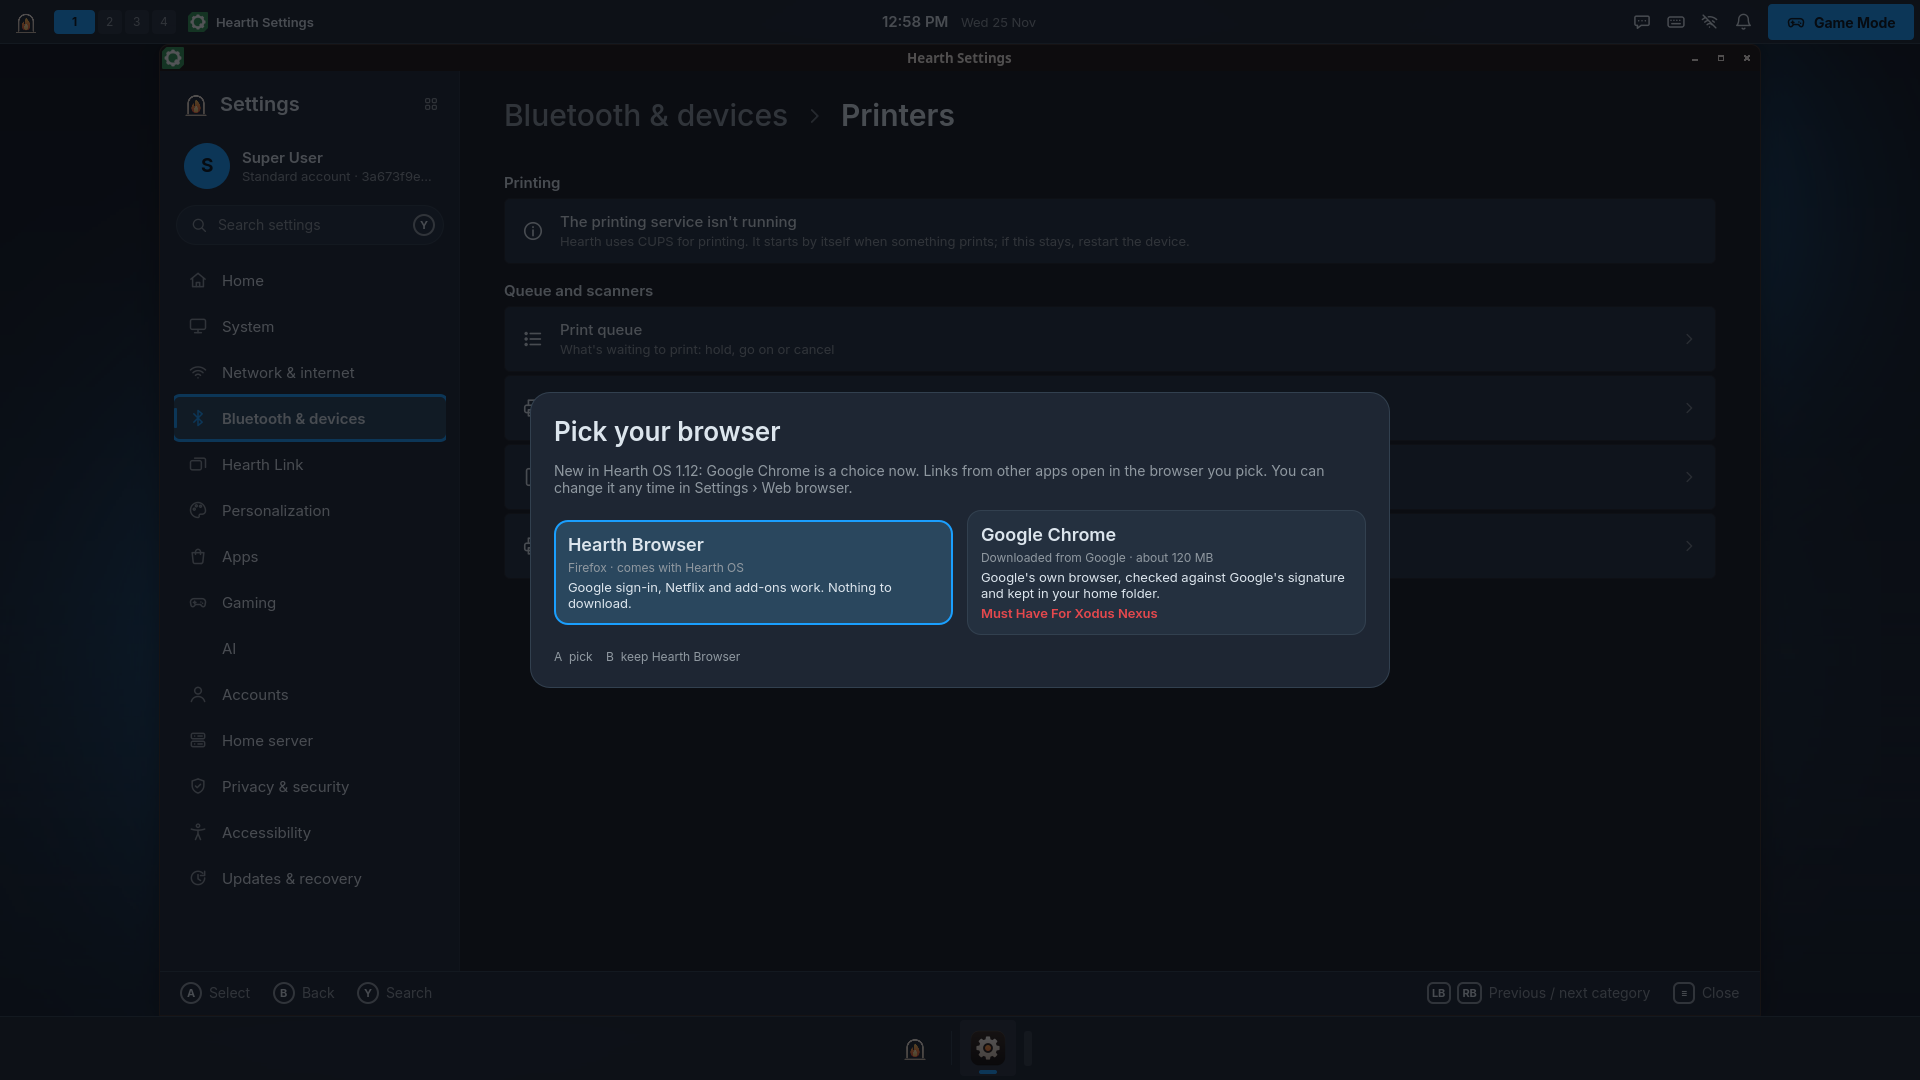 1 2 3 4 Hearth Settings
12:58 PM Wed 25 Nov
Game Mode
Hearth Settings
Settings
S
Super User
Standard account · 3a673f9e...
Search settings Y
Home
System
Network & internet
Bluetooth & devices
Hearth Link
Personalization
Apps
Gaming
AI
Accounts
Home server
Privacy & security
Accessibility
Updates & recovery
Bluetooth & devices › Printers
Printing
The printing service isn't running
Hearth uses CUPS for printing. It starts by itself when something prints; if this stays, restart the device.
Queue and scanners
Print queue
What's waiting to print: hold, go on or cancel
Pick your browser
New in Hearth OS 1.12: Google Chrome is a choice now. Links from other apps open in the browser you pick. You can
change it any time in Settings › Web browser.
Hearth Browser
Firefox · comes with Hearth OS
Google sign-in, Netflix and add-ons work. Nothing to
download.
Google Chrome
Downloaded from Google · about 120 MB
Google's own browser, checked against Google's signature
and kept in your home folder.
Must Have For Xodus Nexus
A pick B keep Hearth Browser
A Select B Back Y Search
LB RB Previous / next category ≡ Close